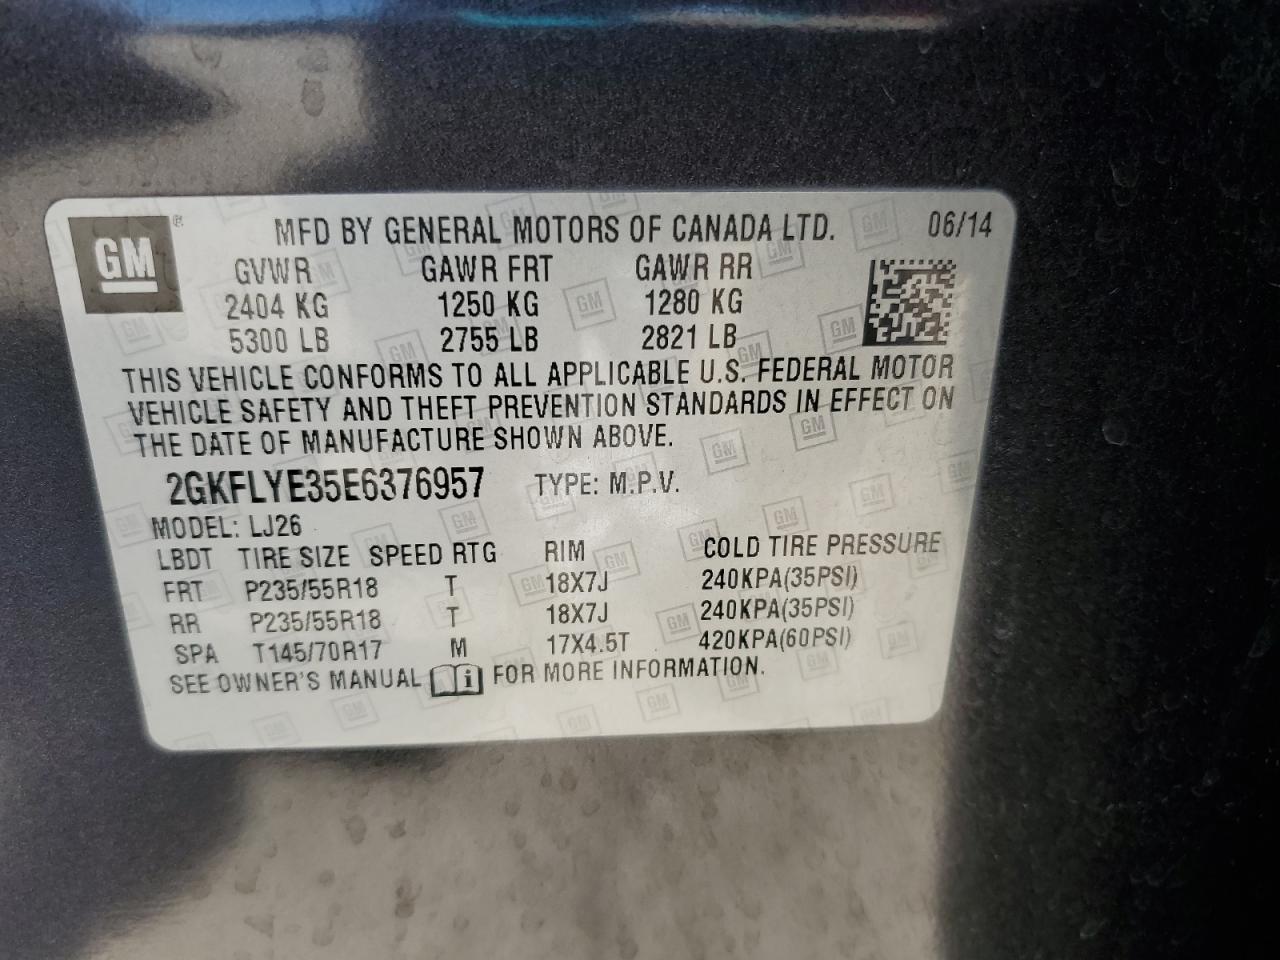 GM ® MFD BY GENERAL MOTORS OF CANADA LTD. 06/14
GVWR GAWR FRT GAWR RR
2404 KG 1250 KG 1280 KG
5300 LB 2755 LB 2821 LB
THIS VEHICLE CONFORMS TO ALL APPLICABLE U.S. FEDERAL MOTOR
VEHICLE SAFETY AND THEFT PREVENTION STANDARDS IN EFFECT ON
THE DATE OF MANUFACTURE SHOWN ABOVE.
2GKFLYE35E6376957 TYPE: M.P.V.
MODEL: LJ26
LBDT TIRE SIZE SPEED RTG RIM COLD TIRE PRESSURE
FRT P235/55R18 T 18X7J 240KPA(35PSI)
RR P235/55R18 T 18X7J 240KPA(35PSI)
SPA T145/70R17 M 17X4.5T 420KPA(60PSI)
SEE OWNER'S MANUAL i FOR MORE INFORMATION.